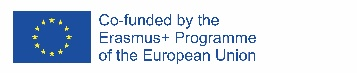 Co-funded by the
Erasmus+ Programme
of the European Union